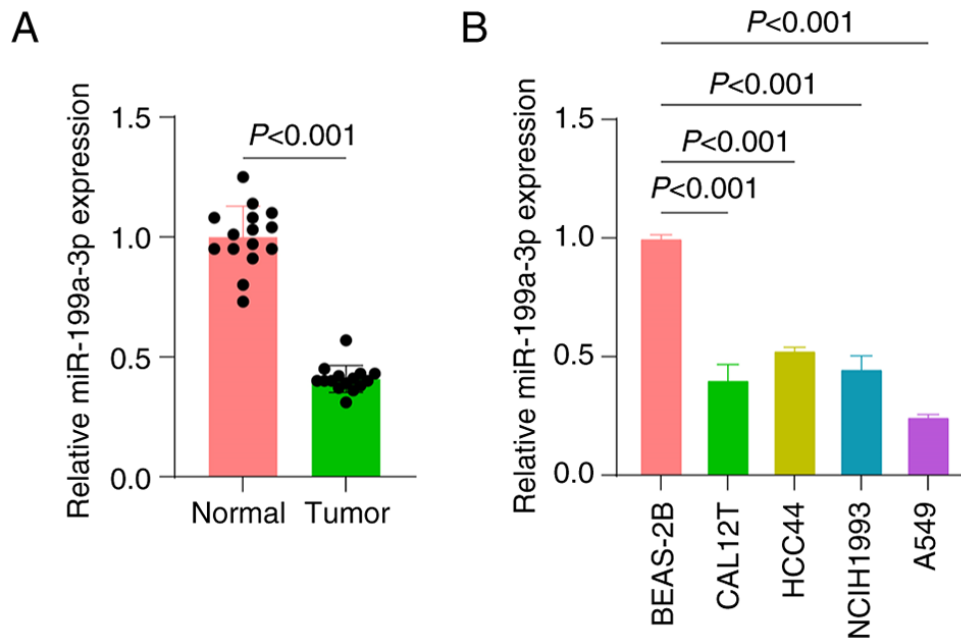 A
Relative miR-199a-3p expression
1.5
1.0
0.5
0.0
P<0.001
Normal
Tumor
B
Relative miR-199a-3p expression
1.5
1.0
0.5
0.0
P<0.001
P<0.001
P<0.001
P<0.001
BEAS-2B
CAL12T
HCC44
NCIH1993
A549